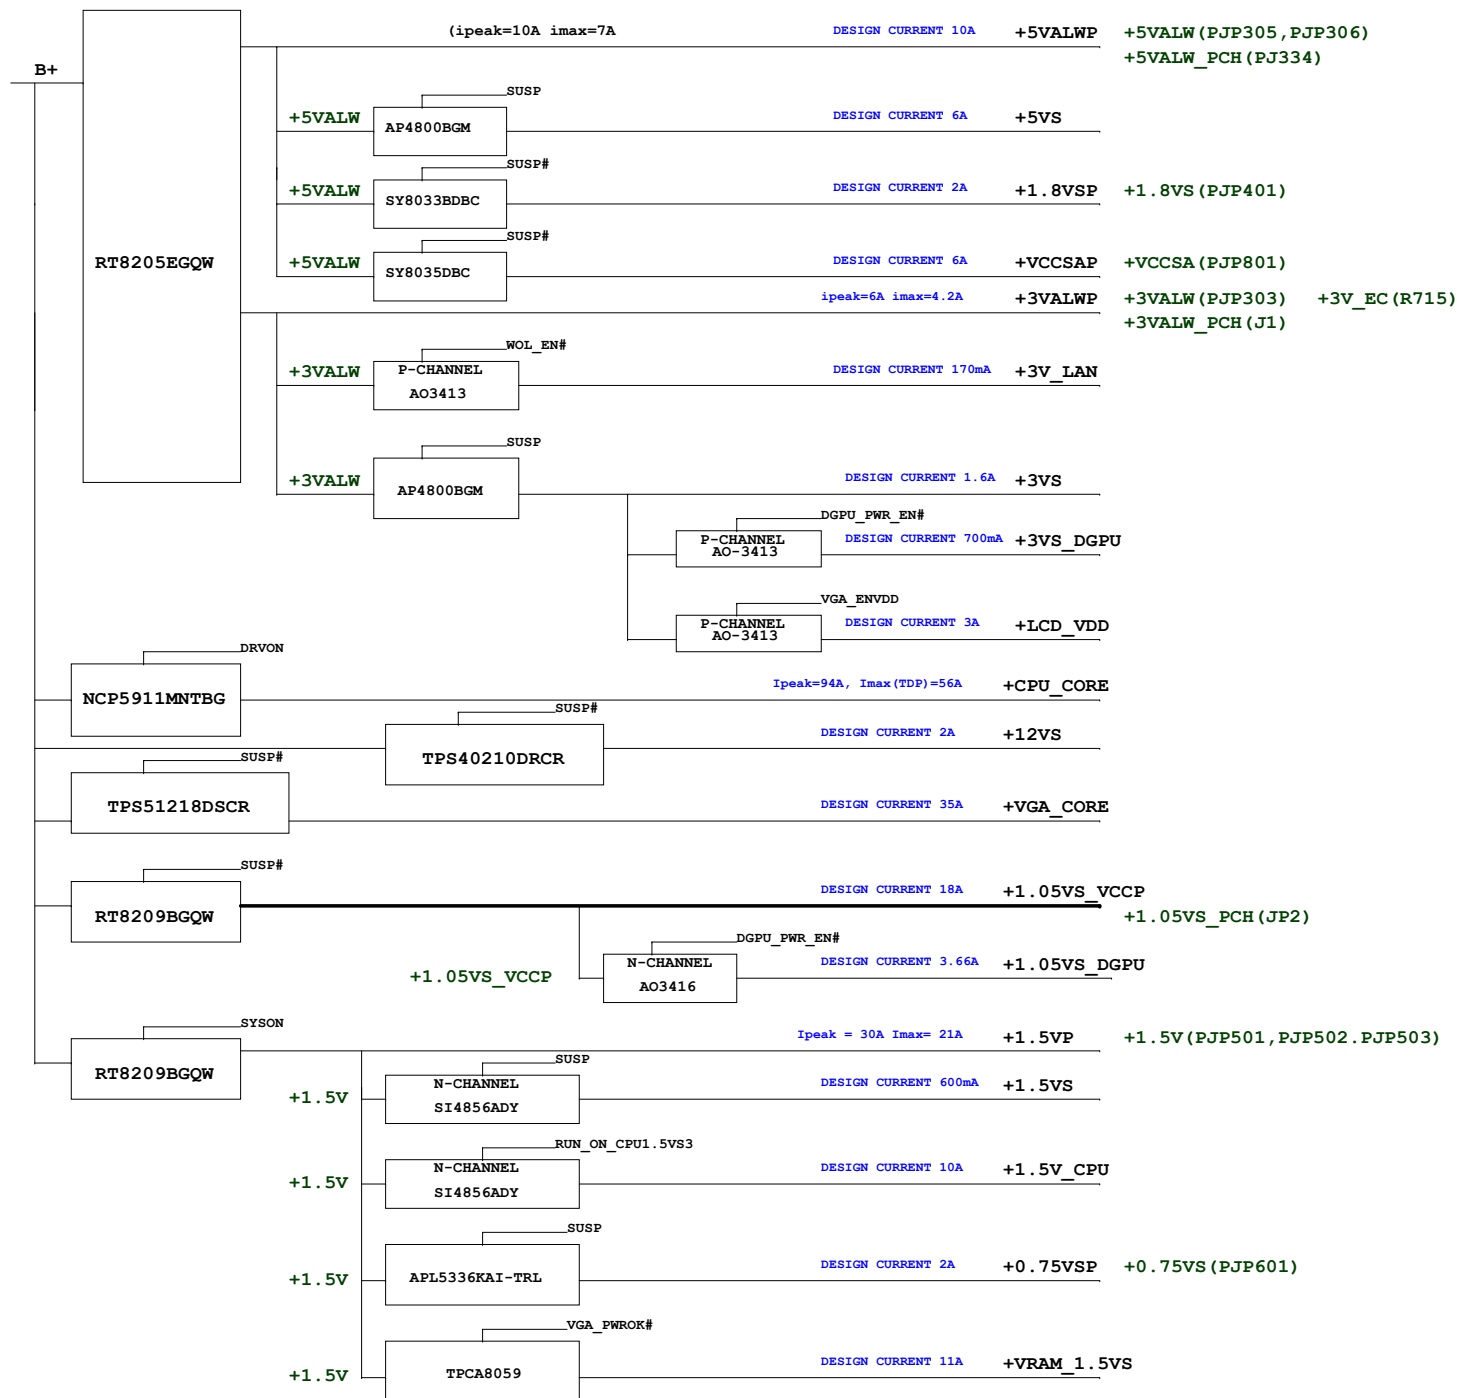 (ipeak=10A imax=7A DESIGN CURRENT 10A +5VALWP +5VALW(PJP305,PJP306)
+5VALW_PCH(PJ334)
B+
SUSP
+5VALW AP4800BGM DESIGN CURRENT 6A +5VS
SUSP#
+5VALW SY8033BDBC DESIGN CURRENT 2A +1.8VSP +1.8VS(PJP401)
SUSP#
RT8205EGQW +5VALW SY8035DBC DESIGN CURRENT 6A +VCCSAP +VCCSA(PJP801)
ipeak=6A imax=4.2A +3VALWP +3VALW(PJP303) +3V_EC(R715)
+3VALW_PCH(J1)
WOL_EN#
+3VALW P-CHANNEL DESIGN CURRENT 170mA +3V_LAN
AO3413
SUSP
+3VALW AP4800BGM DESIGN CURRENT 1.6A +3VS
DGPU_PWR_EN#
P-CHANNEL DESIGN CURRENT 700mA +3VS_DGPU
AO-3413
VGA_ENVDD
P-CHANNEL DESIGN CURRENT 3A +LCD_VDD
AO-3413
DRVON
NCP5911MNTBG Ipeak=94A, Imax(TDP)=56A +CPU_CORE
SUSP#
TPS40210DRCR DESIGN CURRENT 2A +12VS
SUSP#
TPS51218DSCR DESIGN CURRENT 35A +VGA_CORE
SUSP#
RT8209BGQW DESIGN CURRENT 18A +1.05VS_VCCP
+1.05VS_PCH(JP2)
DGPU_PWR_EN#
+1.05VS_VCCP N-CHANNEL DESIGN CURRENT 3.66A +1.05VS_DGPU
AO3416
SYSON
RT8209BGQW Ipeak = 30A Imax= 21A +1.5VP +1.5V(PJP501,PJP502.PJP503)
SUSP
+1.5V N-CHANNEL DESIGN CURRENT 600mA +1.5VS
SI4856ADY
RUN_ON_CPU1.5VS3
+1.5V N-CHANNEL DESIGN CURRENT 10A +1.5V_CPU
SI4856ADY
SUSP
+1.5V APL5336KAI-TRL DESIGN CURRENT 2A +0.75VSP +0.75VS(PJP601)
VGA_PWROK#
+1.5V TPCA8059 DESIGN CURRENT 11A +VRAM_1.5VS